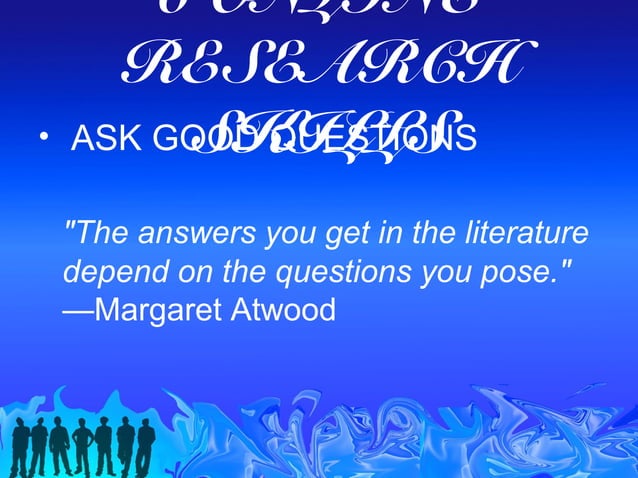 RESEARCH
SKILLS
• ASK GOOD QUESTIONS
"The answers you get in the literature
depend on the questions you pose."
—Margaret Atwood